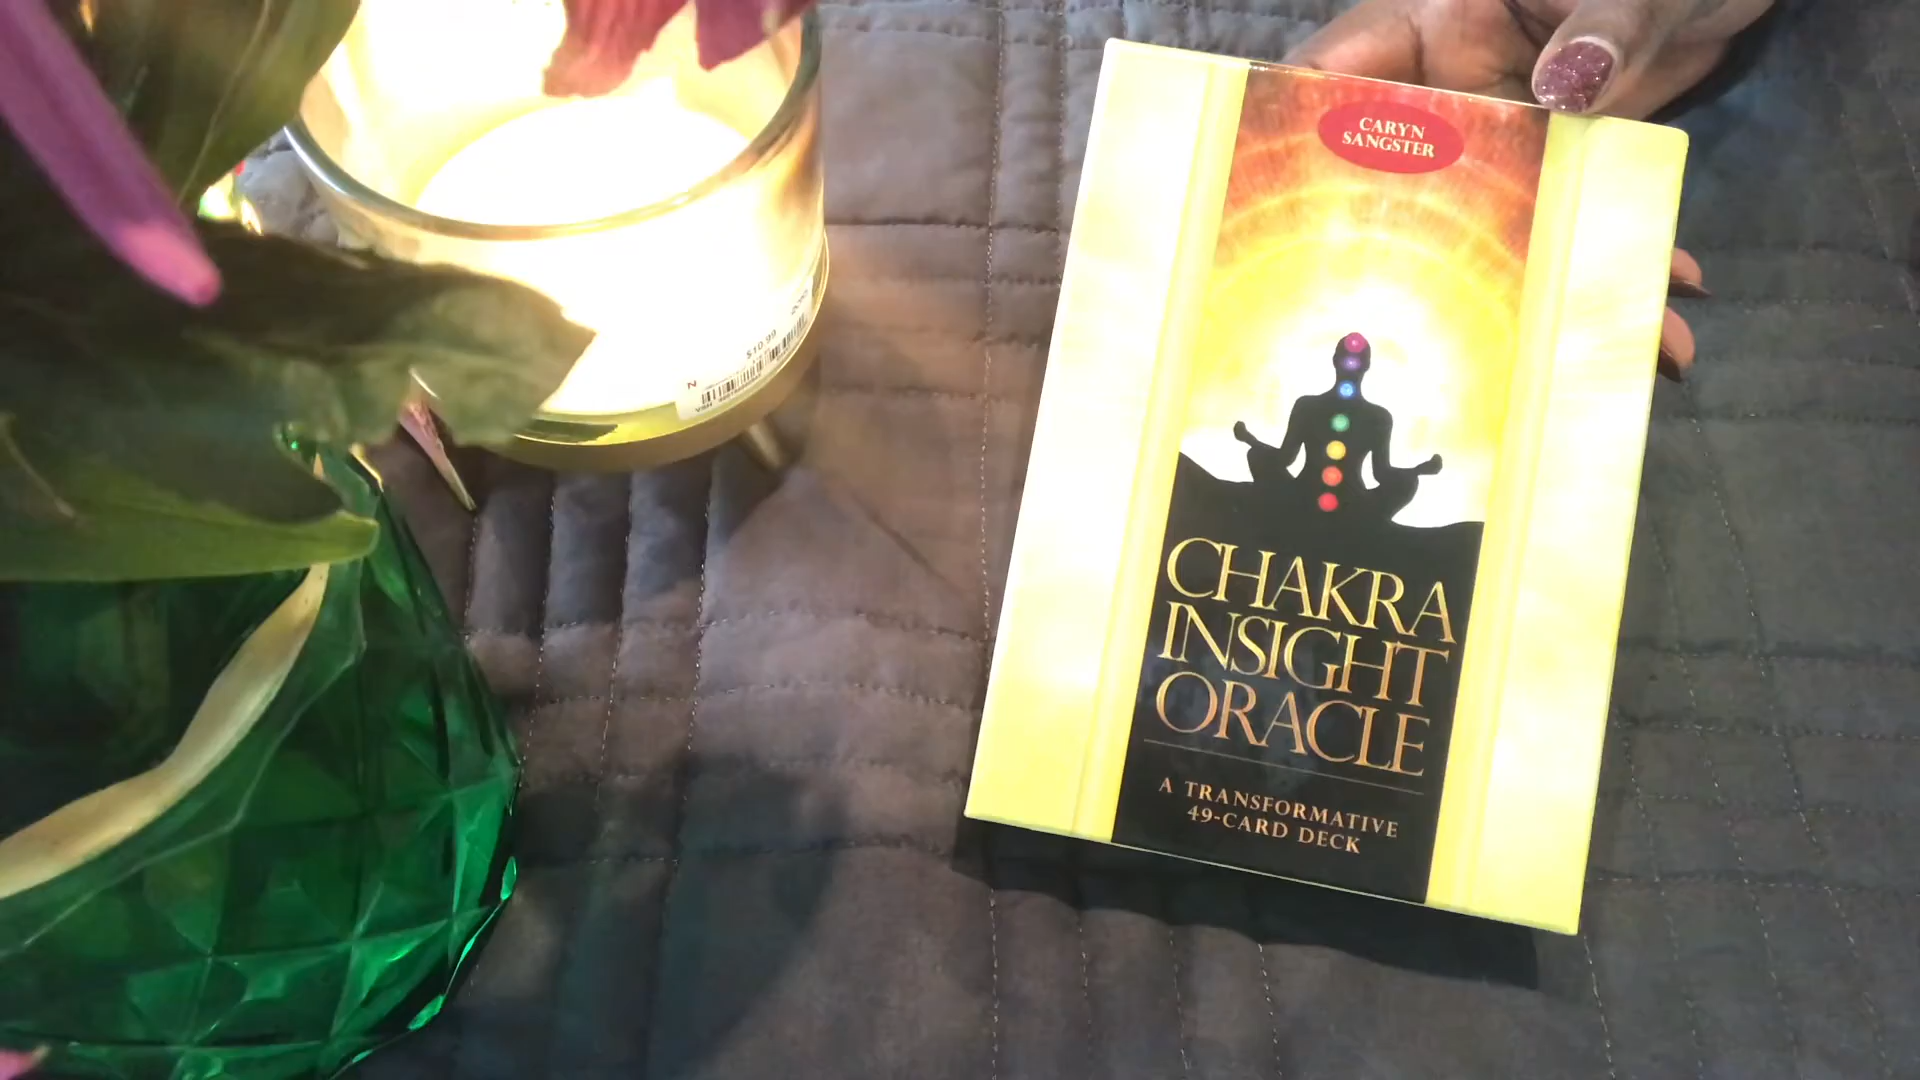 $10.99
CARYN
SANGSTER
CHAKRA
INSIGHT
ORACLE
A TRANSFORMATIVE
49-CARD DECK